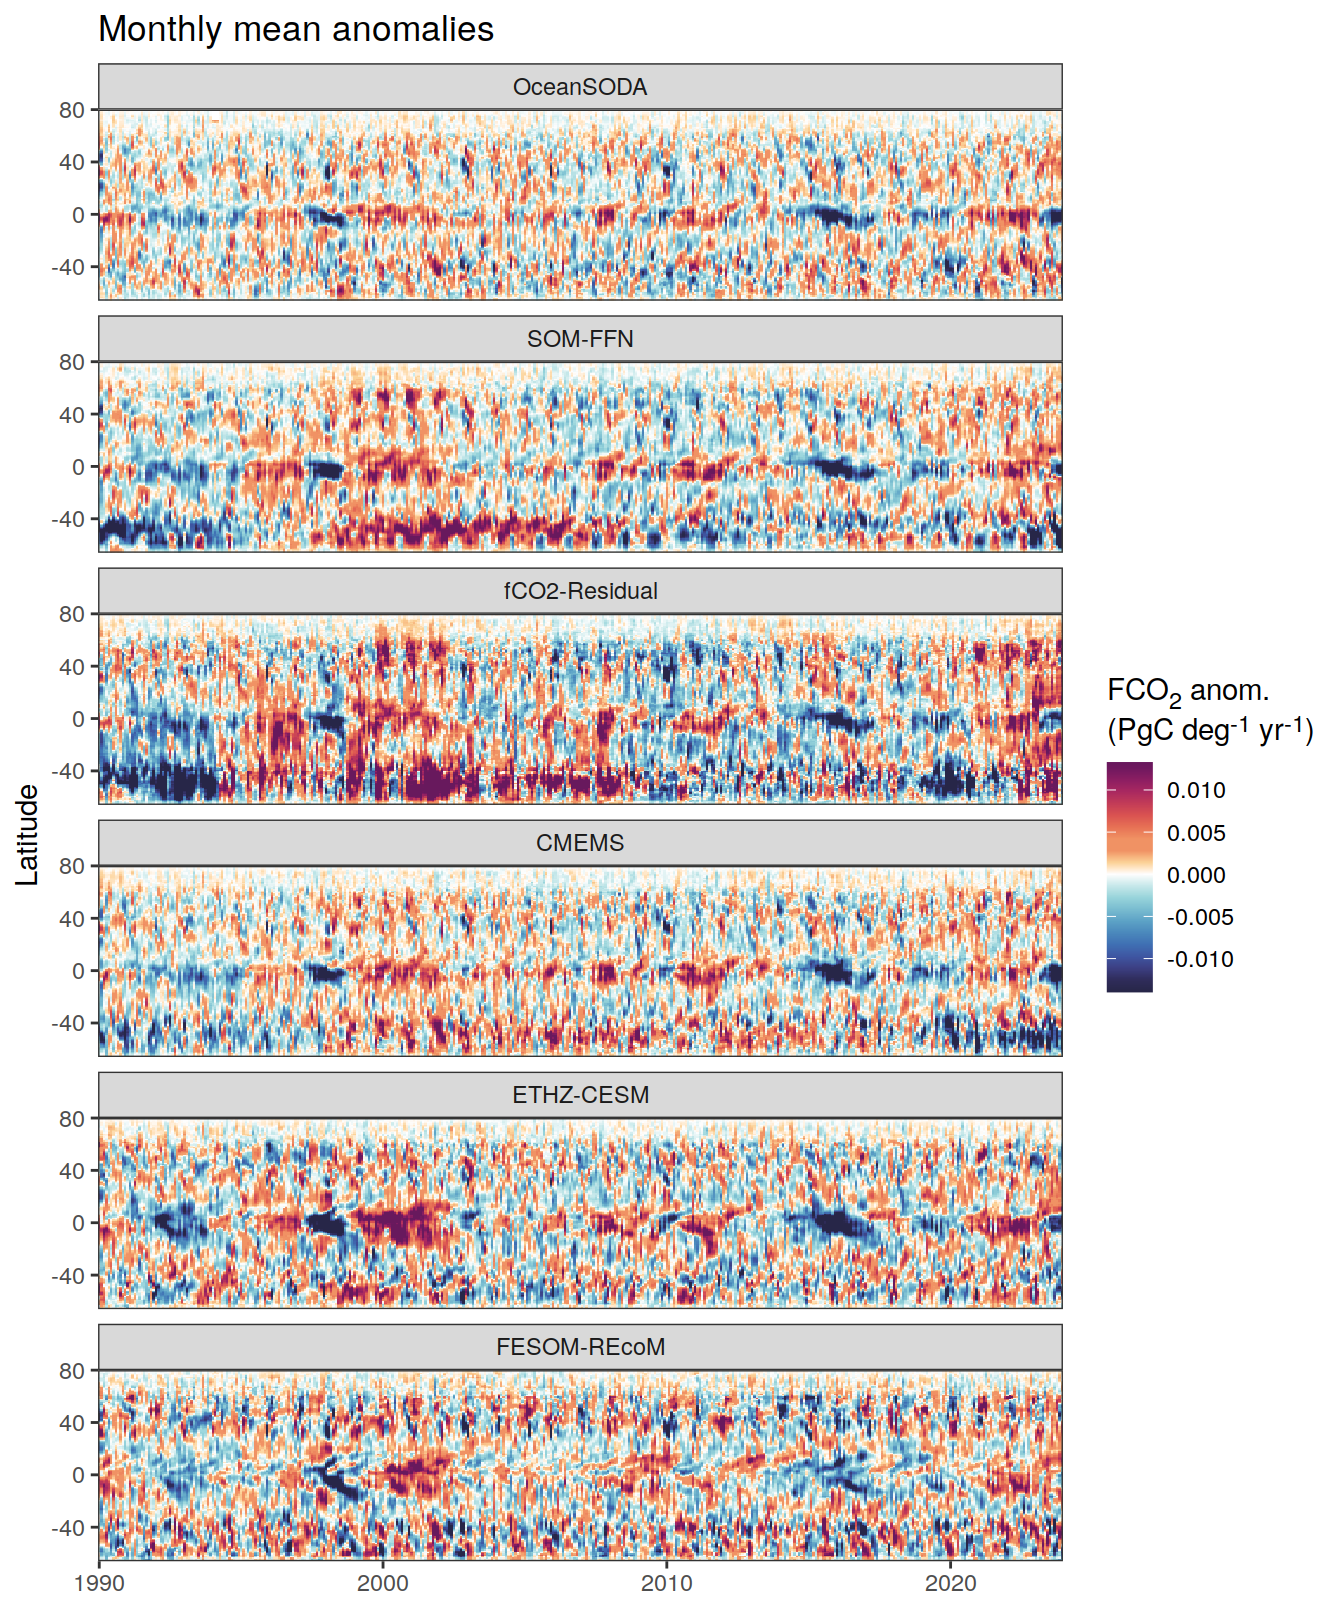 Monthly mean anomalies
OceanSODA
80
40
0
-40
SOM-FFN
80
40
0
-40
fCO2-Residual
80
40
0
-40
CMEMS
80
40
0
-40
ETHZ-CESM
80
40
0
-40
FESOM-REcoM
80
40
0
-40
1990 2000 2010 2020
Latitude
FCO₂ anom.
(PgC deg⁻¹ yr⁻¹)
0.010
0.005
0.000
-0.005
-0.010